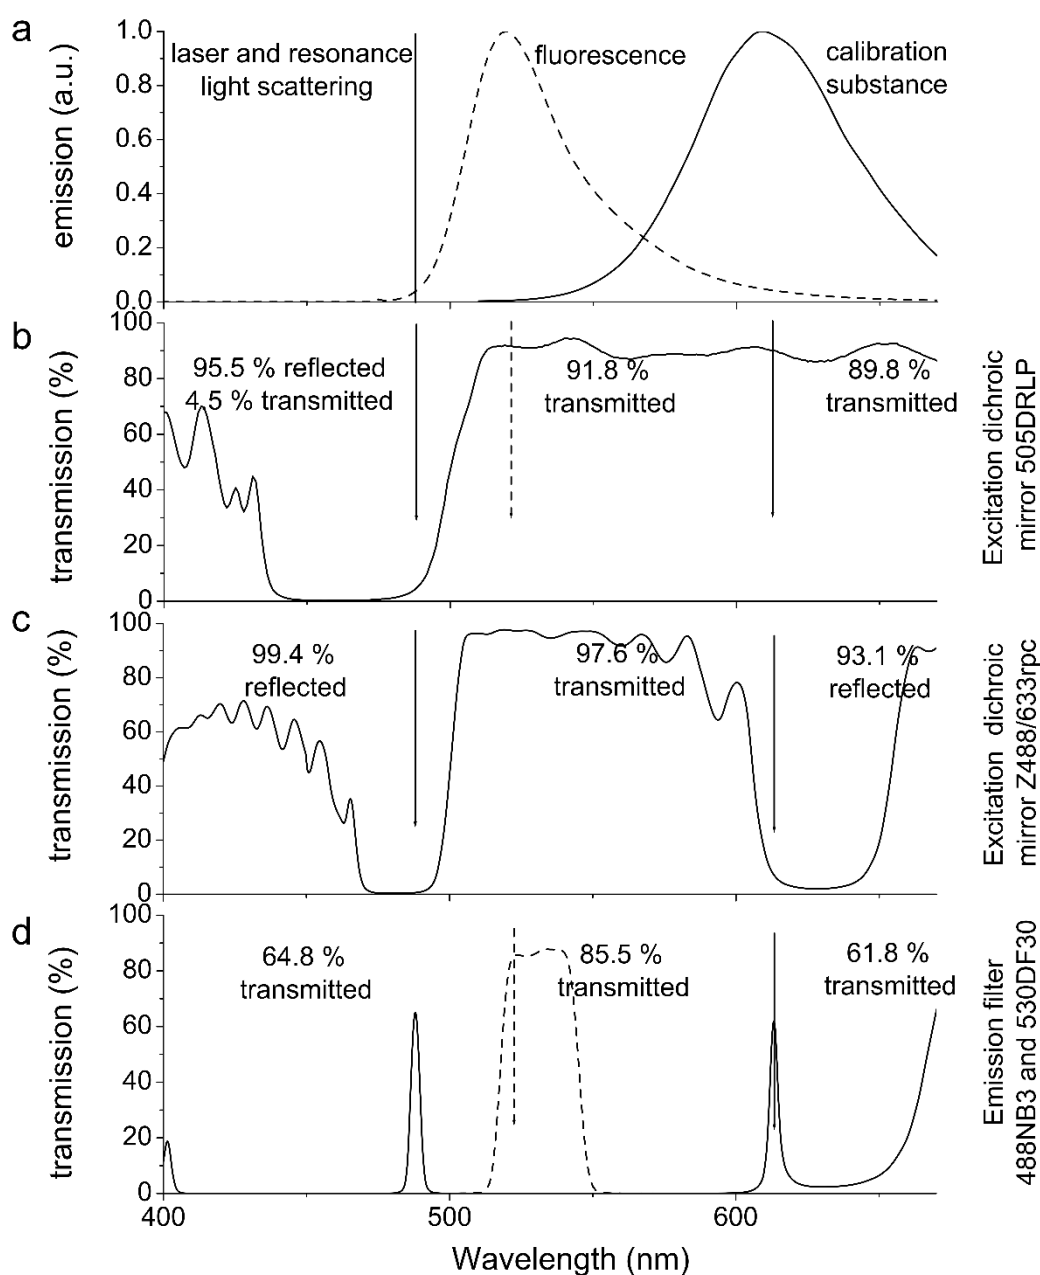 a
emission (a.u.)
1.0
0.8
0.6
0.4
0.2
0.0
laser and resonance
light scattering
fluorescence
calibration
substance
b
transmission (%)
100
80
60
40
20
0
95.5 % reflected
4.5 % transmitted
91.8 %
transmitted
89.8 %
transmitted
Excitation dichroic
mirror 505DRLP
c
transmission (%)
100
80
60
40
20
0
99.4 %
reflected
97.6 %
transmitted
93.1 %
reflected
Excitation dichroic
mirror Z488/633rpc
d
transmission (%)
100
80
60
40
20
0
64.8 %
transmitted
85.5 %
transmitted
61.8 %
transmitted
Emission filter
488NB3 and 530DF30
400
500
600
Wavelength (nm)